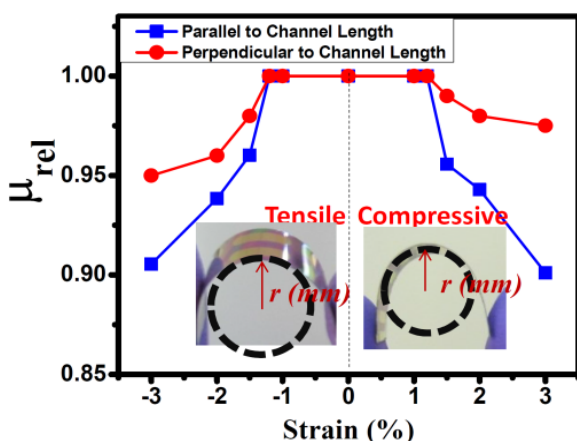 Parallel to Channel Length
Perpendicular to Channel Length
1.00
0.95
0.90
0.85
μrel
Tensile Compressive
r (mm) r (mm)
-3 -2 -1 0 1 2 3
Strain (%)